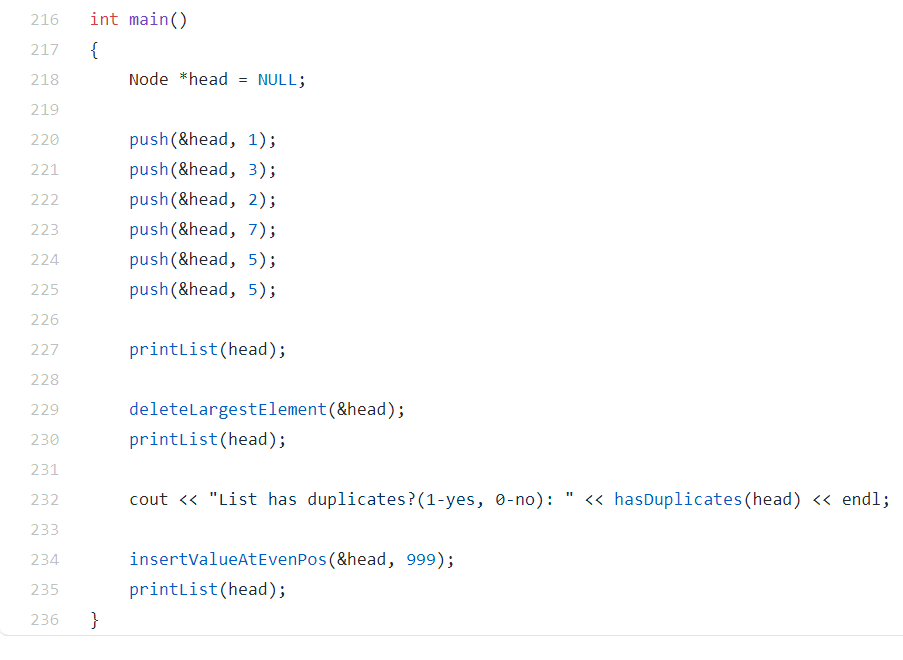 216 int main()
217 {
218     Node *head = NULL;
219
220     push(&head, 1);
221     push(&head, 3);
222     push(&head, 2);
223     push(&head, 7);
224     push(&head, 5);
225     push(&head, 5);
226
227     printList(head);
228
229     deleteLargestElement(&head);
230     printList(head);
231
232     cout << "List has duplicates?(1-yes, 0-no): " << hasDuplicates(head) << endl;
233
234     insertValueAtEvenPos(&head, 999);
235     printList(head);
236 }